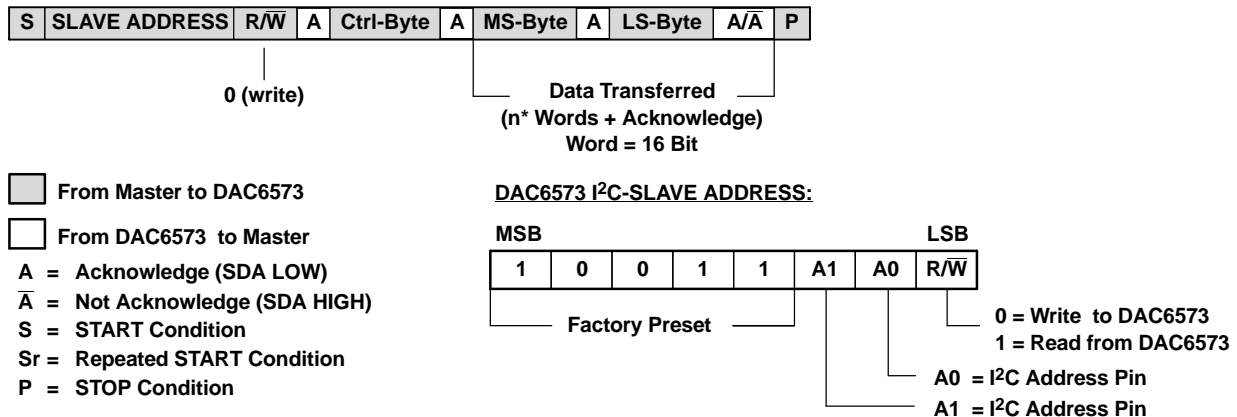 S SLAVE ADDRESS R/W̅ A Ctrl-Byte A MS-Byte A LS-Byte A/A̅ P
0 (write)
Data Transferred
(n* Words + Acknowledge)
Word = 16 Bit
From Master to DAC6573
From DAC6573 to Master
A = Acknowledge (SDA LOW)
A̅ = Not Acknowledge (SDA HIGH)
S = START Condition
Sr = Repeated START Condition
P = STOP Condition
DAC6573 I²C-SLAVE ADDRESS:
MSB LSB
1 0 0 1 1 A1 A0 R/W̅
Factory Preset
0 = Write to DAC6573
1 = Read from DAC6573
A0 = I²C Address Pin
A1 = I²C Address Pin